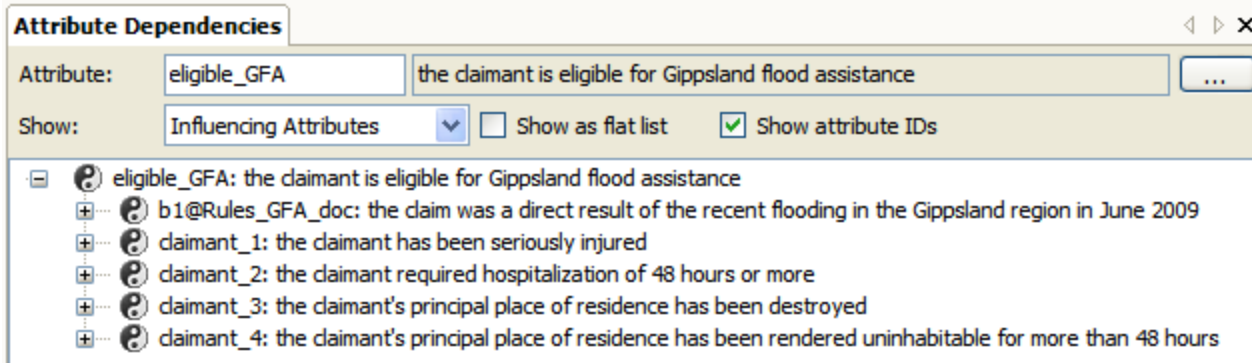 Attribute Dependencies
Attribute: eligible_GFA the claimant is eligible for Gippsland flood assistance ...
Show: Influencing Attributes Show as flat list Show attribute IDs
eligible_GFA: the claimant is eligible for Gippsland flood assistance
b1@Rules_GFA_doc: the claim was a direct result of the recent flooding in the Gippsland region in June 2009
claimant_1: the claimant has been seriously injured
claimant_2: the claimant required hospitalization of 48 hours or more
claimant_3: the claimant's principal place of residence has been destroyed
claimant_4: the claimant's principal place of residence has been rendered uninhabitable for more than 48 hours